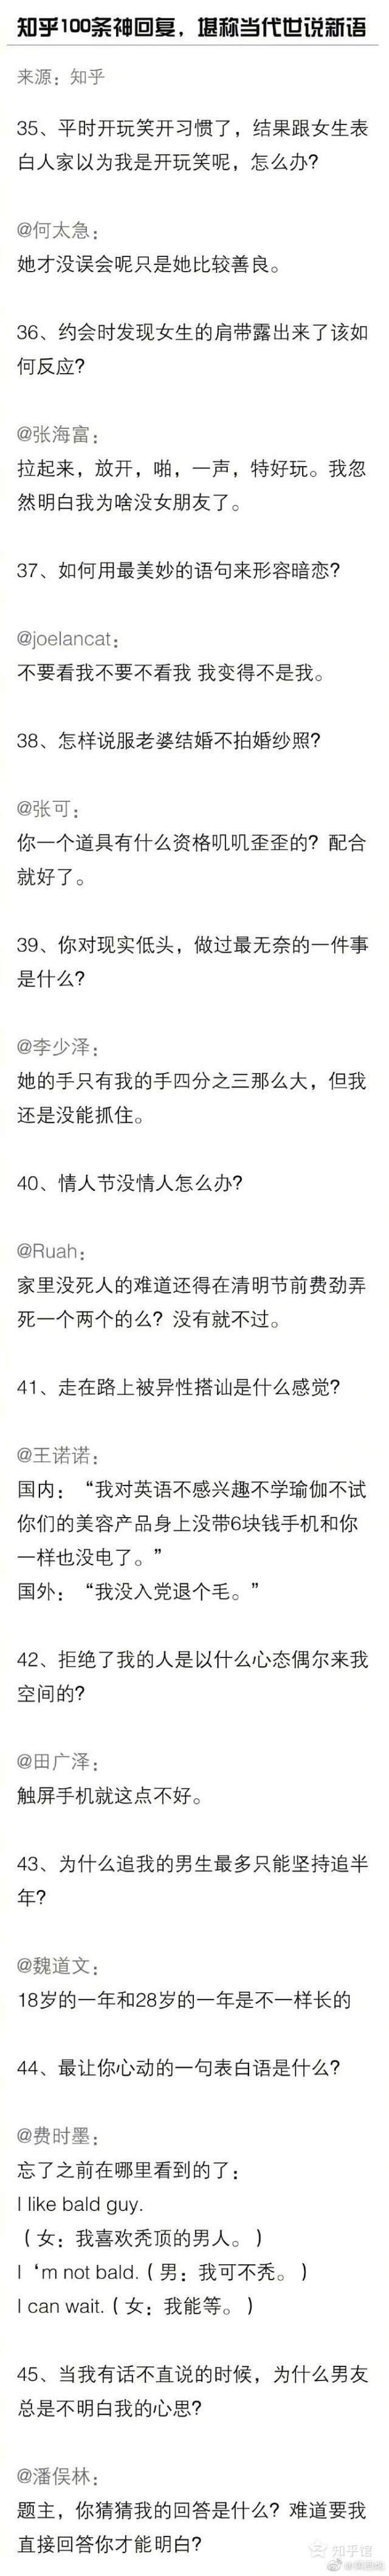 知乎100条神回复，堪称当代世说新语
来源：知乎
35、平时开玩笑开习惯了，结果跟女生表
白人家以为我是开玩笑呢，怎么办?
@何太急：
她才没误会呢只是她比较善良。
36、约会时发现女生的肩带露出来了该如
何反应?
@张海富：
拉起来，放开，啪，一声，特好玩。我忽
然明白我为啥没女朋友了。
37、如何用最美妙的语句来形容暗恋?
@joelancat：
不要看我不要不看我 我变得不是我。
38、怎样说服老婆结婚不拍婚纱照?
@张可：
你一个道具有什么资格叽叽歪歪的？配合
就好了。
39、你对现实低头，做过最无奈的一件事
是什么?
@李少泽：
她的手只有我的手四分之三那么大，但我
还是没能抓住。
40、情人节没情人怎么办?
@Ruah：
家里没死人的难道还得在清明节前费劲弄
死一个两个的么？没有就不过。
41、走在路上被异性搭讪是什么感觉?
@王诺诺：
国内：“我对英语不感兴趣不学瑜伽不试
你们的美容产品身上没带6块钱手机和你
一样也没电了。”
国外：“我没入党退个毛。”
42、拒绝了我的人是以什么心态偶尔来我
空间的?
@田广泽：
触屏手机就这点不好。
43、为什么追我的男生最多只能坚持追半
年?
@魏道文：
18岁的一年和28岁的一年是不一样长的
44、最让你心动的一句表白语是什么?
@费时墨：
忘了之前在哪里看到的了：
I like bald guy.
（女：我喜欢秃顶的男人。）
I‘m not bald.（男：我可不秃。）
I can wait.（女：我能等。）
45、当我有话不直说的时候，为什么男友
总是不明白我的心思?
@潘俣林：
题主，你猜猜我的回答是什么？难道要我
直接回答你才能明白?
知乎馆